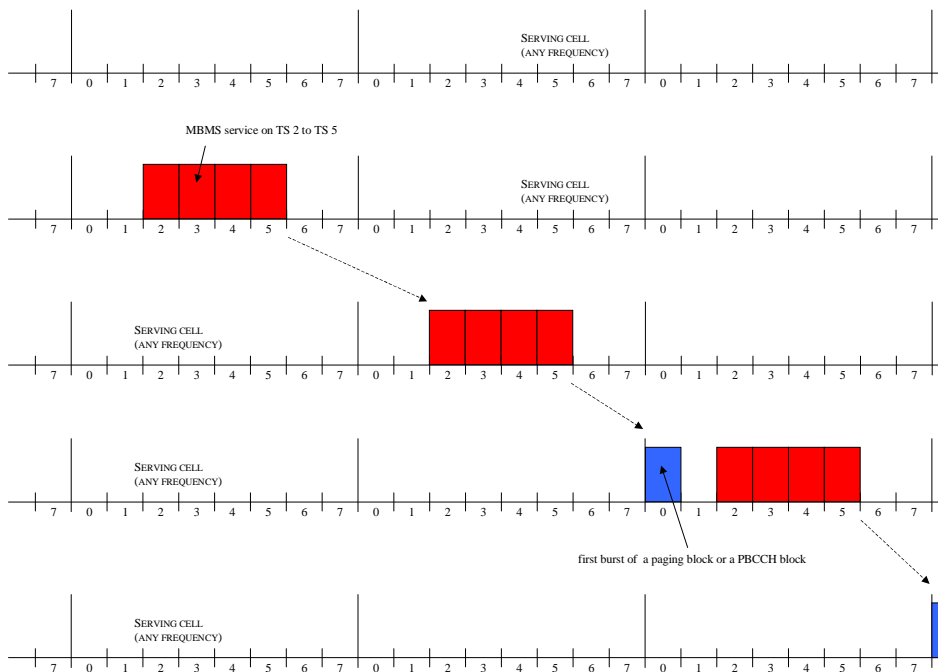 SERVING CELL
(ANY FREQUENCY)
7 0 1 2 3 4 5 6 7 0 1 2 3 4 5 6 7 0 1 2 3 4 5 6 7
MBMS service on TS 2 to TS 5
SERVING CELL
(ANY FREQUENCY)
7 0 1 2 3 4 5 6 7 0 1 2 3 4 5 6 7 0 1 2 3 4 5 6 7
SERVING CELL
(ANY FREQUENCY)
7 0 1 2 3 4 5 6 7 0 1 2 3 4 5 6 7 0 1 2 3 4 5 6 7
SERVING CELL
(ANY FREQUENCY)
7 0 1 2 3 4 5 6 7 0 1 2 3 4 5 6 7 0 1 2 3 4 5 6 7
first burst of a paging block or a PBCCH block
SERVING CELL
(ANY FREQUENCY)
7 0 1 2 3 4 5 6 7 0 1 2 3 4 5 6 7 0 1 2 3 4 5 6 7